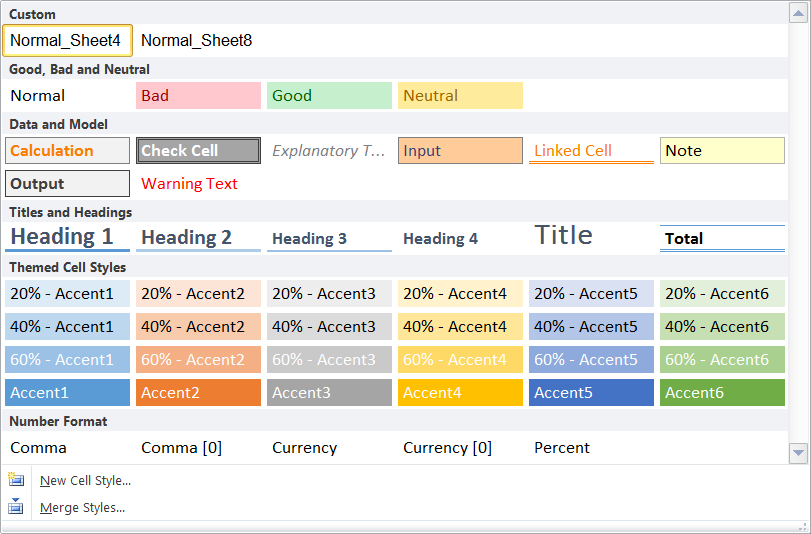 Custom
Normal_Sheet4 Normal_Sheet8
Good, Bad and Neutral
Normal Bad Good Neutral
Data and Model
Calculation Check Cell Explanatory T... Input Linked Cell Note
Output Warning Text
Titles and Headings
Heading 1 Heading 2 Heading 3 Heading 4 Title Total
Themed Cell Styles
20% - Accent1 20% - Accent2 20% - Accent3 20% - Accent4 20% - Accent5 20% - Accent6
40% - Accent1 40% - Accent2 40% - Accent3 40% - Accent4 40% - Accent5 40% - Accent6
60% - Accent1 60% - Accent2 60% - Accent3 60% - Accent4 60% - Accent5 60% - Accent6
Accent1 Accent2 Accent3 Accent4 Accent5 Accent6
Number Format
Comma Comma [0] Currency Currency [0] Percent
New Cell Style...
Merge Styles...